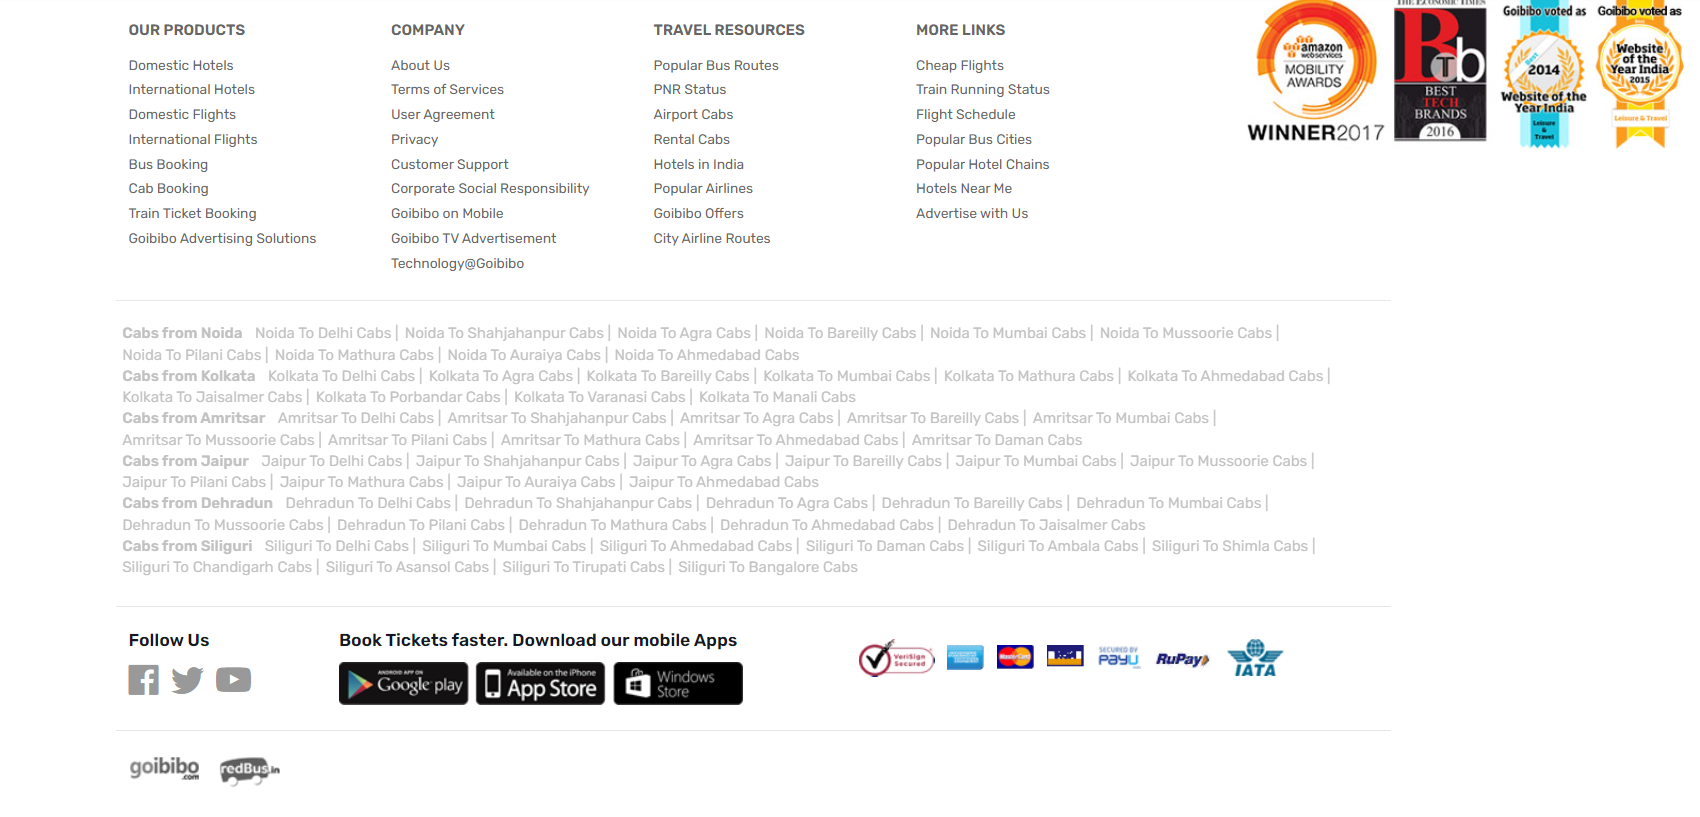 OUR PRODUCTS
Domestic Hotels
International Hotels
Domestic Flights
International Flights
Bus Booking
Cab Booking
Train Ticket Booking
Goibibo Advertising Solutions
COMPANY
About Us
Terms of Services
User Agreement
Privacy
Customer Support
Corporate Social Responsibility
Goibibo on Mobile
Goibibo TV Advertisement
Technology@Goibibo
TRAVEL RESOURCES
Popular Bus Routes
PNR Status
Airport Cabs
Rental Cabs
Hotels in India
Popular Airlines
Goibibo Offers
City Airline Routes
MORE LINKS
Cheap Flights
Train Running Status
Flight Schedule
Popular Bus Cities
Popular Hotel Chains
Hotels Near Me
Advertise with Us
amazon
webservices
MOBILITY
AWARDS
WINNER2017
THE ECONOMIC TIMES
BTb
BEST
TECH
BRANDS
2016
Goibibo voted as
Best
2014
Website of the
Year India
Leisure
&
Travel
Goibibo voted as
Website
of the
Year India
2015
Leisure & Travel
Cabs from Noida Noida To Delhi Cabs | Noida To Shahjahanpur Cabs | Noida To Agra Cabs | Noida To Bareilly Cabs | Noida To Mumbai Cabs | Noida To Mussoorie Cabs |
Noida To Pilani Cabs | Noida To Mathura Cabs | Noida To Auraiya Cabs | Noida To Ahmedabad Cabs
Cabs from Kolkata Kolkata To Delhi Cabs | Kolkata To Agra Cabs | Kolkata To Bareilly Cabs | Kolkata To Mumbai Cabs | Kolkata To Mathura Cabs | Kolkata To Ahmedabad Cabs |
Kolkata To Jaisalmer Cabs | Kolkata To Porbandar Cabs | Kolkata To Varanasi Cabs | Kolkata To Manali Cabs
Cabs from Amritsar Amritsar To Delhi Cabs | Amritsar To Shahjahanpur Cabs | Amritsar To Agra Cabs | Amritsar To Bareilly Cabs | Amritsar To Mumbai Cabs |
Amritsar To Mussoorie Cabs | Amritsar To Pilani Cabs | Amritsar To Mathura Cabs | Amritsar To Ahmedabad Cabs | Amritsar To Daman Cabs
Cabs from Jaipur Jaipur To Delhi Cabs | Jaipur To Shahjahanpur Cabs | Jaipur To Agra Cabs | Jaipur To Bareilly Cabs | Jaipur To Mumbai Cabs | Jaipur To Mussoorie Cabs |
Jaipur To Pilani Cabs | Jaipur To Mathura Cabs | Jaipur To Auraiya Cabs | Jaipur To Ahmedabad Cabs
Cabs from Dehradun Dehradun To Delhi Cabs | Dehradun To Shahjahanpur Cabs | Dehradun To Agra Cabs | Dehradun To Bareilly Cabs | Dehradun To Mumbai Cabs |
Dehradun To Mussoorie Cabs | Dehradun To Pilani Cabs | Dehradun To Mathura Cabs | Dehradun To Ahmedabad Cabs | Dehradun To Jaisalmer Cabs
Cabs from Siliguri Siliguri To Delhi Cabs | Siliguri To Mumbai Cabs | Siliguri To Ahmedabad Cabs | Siliguri To Daman Cabs | Siliguri To Ambala Cabs | Siliguri To Shimla Cabs |
Siliguri To Chandigarh Cabs | Siliguri To Asansol Cabs | Siliguri To Tirupati Cabs | Siliguri To Bangalore Cabs
Follow Us
Book Tickets faster. Download our mobile Apps
ANDROID APP ON
Google play
Available on the iPhone
App Store
Windows
Store
VeriSign
Secured
MasterCard
SECURED BY
PayU
RuPay
IATA
goibibo.com
redBus.in